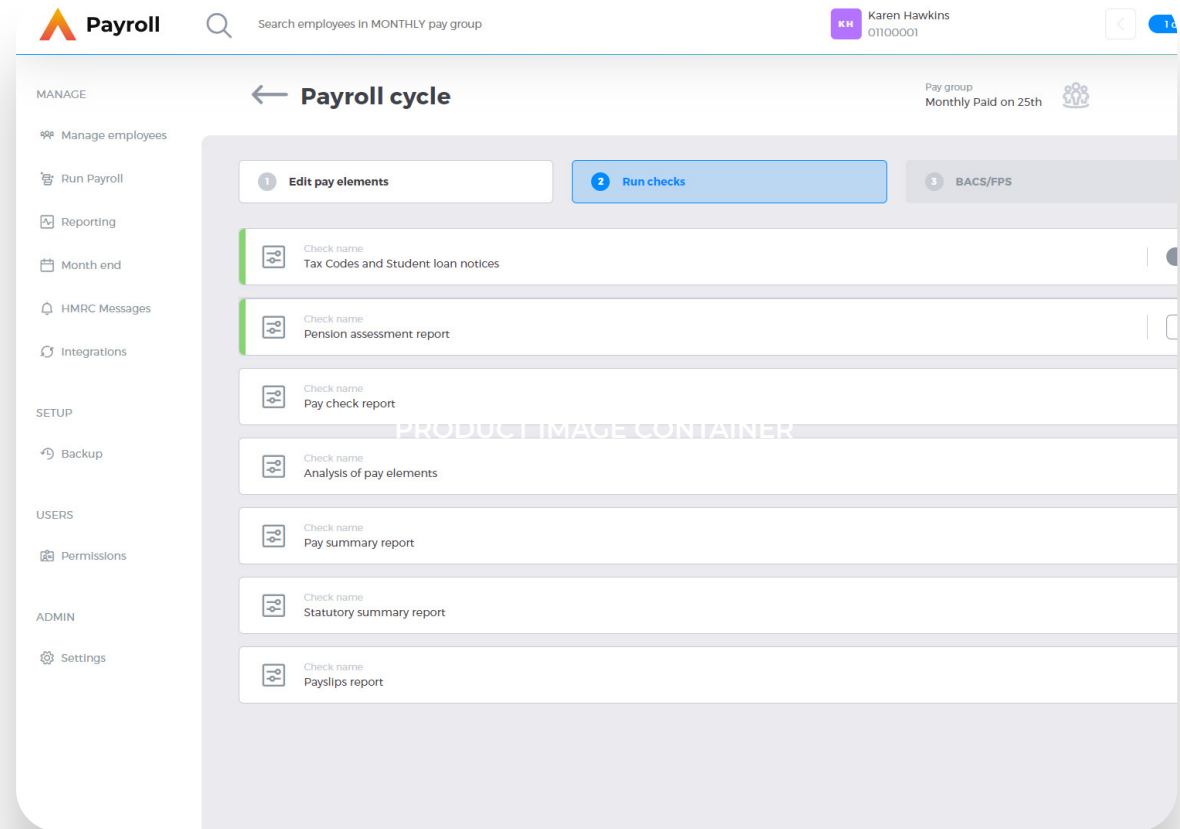 Payroll
Search employees in MONTHLY pay group
KH
Karen Hawkins
01100001
MANAGE
Manage employees
Run Payroll
Reporting
Month end
HMRC Messages
Integrations
SETUP
Backup
USERS
Permissions
ADMIN
Settings
Payroll cycle
Pay group
Monthly Paid on 25th
1 Edit pay elements
2 Run checks
3 BACS/FPS
Check name
Tax Codes and Student loan notices
Check name
Pension assessment report
Check name
Pay check report
PRODUCT IMAGE CONTAINER
Check name
Analysis of pay elements
Check name
Pay summary report
Check name
Statutory summary report
Check name
Payslips report